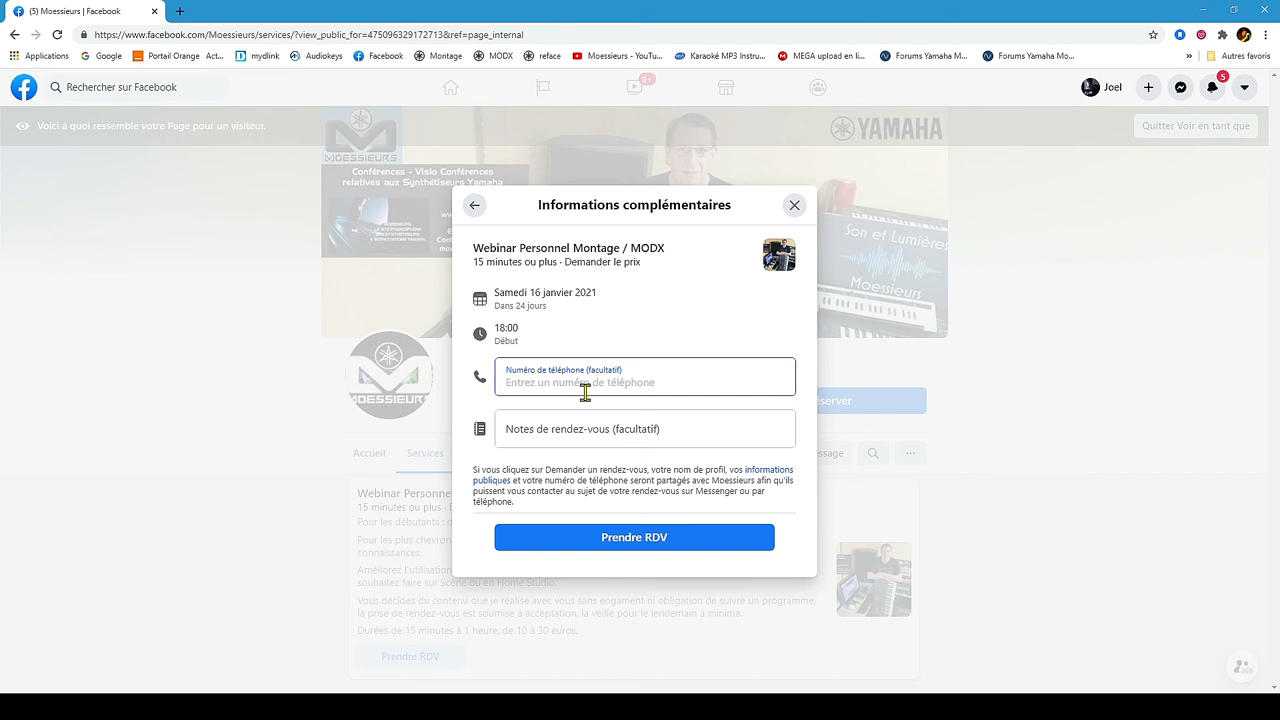 (5) Moessieurs | Facebook
https://www.facebook.com/Moessieurs/services/?view_public_for=475096329172713&ref=page_internal
Applications Google Portail Orange Act... mydlink Audiokeys Facebook Montage MODX reface Moessieurs - YouTu... Karaoké MP3 Instru... MEGA upload en li... Forums Yamaha M... Forums Yamaha Mo... » Autres favoris
Rechercher sur Facebook
9+
Joel
5
Voici à quoi ressemble votre Page pour un visiteur.
Quitter Voir en tant que
MOESSIEURS
YAMAHA
Conférences - Visio Conférences
relatives aux Synthétiseurs Yamaha
Son et Lumières
Moessieurs
MOESSIEURS
Informations complémentaires
Webinar Personnel Montage / MODX
15 minutes ou plus · Demander le prix
Samedi 16 janvier 2021
Dans 24 jours
18:00
Début
Numéro de téléphone (facultatif)
Entrez un numéro de téléphone
Notes de rendez-vous (facultatif)
Si vous cliquez sur Demander un rendez-vous, votre nom de profil, vos informations
publiques et votre numéro de téléphone seront partagés avec Moessieurs afin qu'ils
puissent vous contacter au sujet de votre rendez-vous sur Messenger ou par
téléphone.
Prendre RDV
server
Accueil Services
ssage
Webinar Personne
15 minutes ou plus · D
Pour les débutants : d
Pour les plus chevron
connaissances.
Améliorez l'utilisation
souhaitez faire sur Scène ou en Home Studio.
Vous décidez du contenu que je réalise avec vous sans engament ni obligation de suivre un programme,
la prise de rendez-vous est soumise à acceptation, la veille pour le lendemain à minima.
Durées de 15 minutes à 1 heure, de 10 à 30 euros.
Prendre RDV